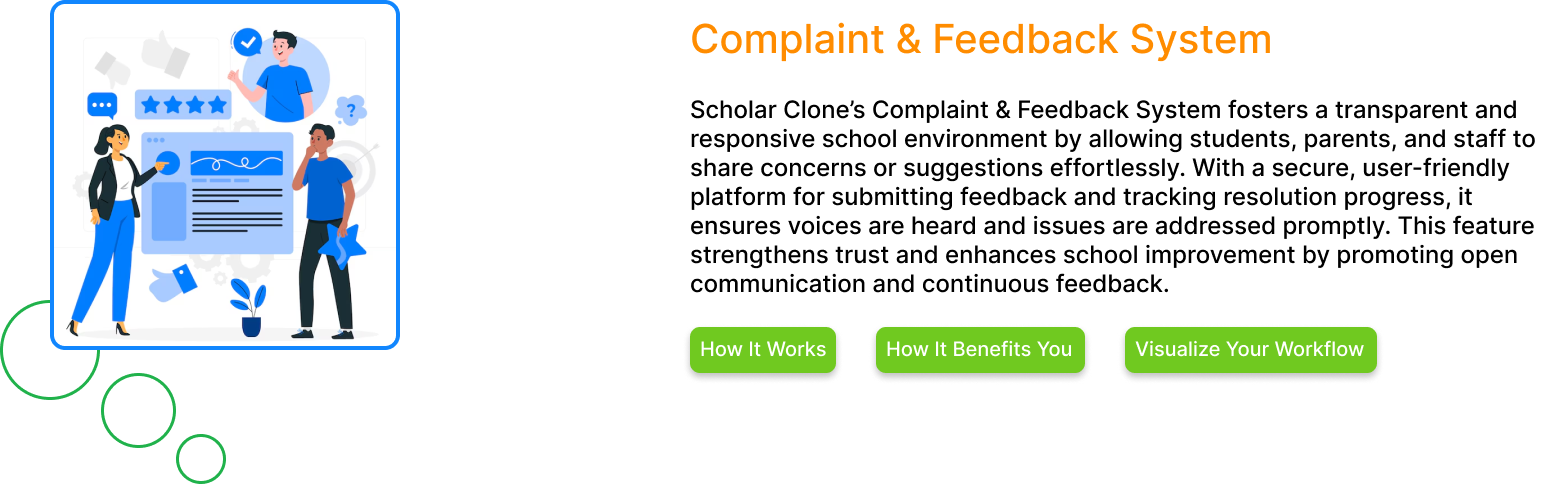 Complaint & Feedback System
Scholar Clone’s Complaint & Feedback System fosters a transparent and
responsive school environment by allowing students, parents, and staff to
share concerns or suggestions effortlessly. With a secure, user-friendly
platform for submitting feedback and tracking resolution progress, it
ensures voices are heard and issues are addressed promptly. This feature
strengthens trust and enhances school improvement by promoting open
communication and continuous feedback.
How It Works
How It Benefits You
Visualize Your Workflow